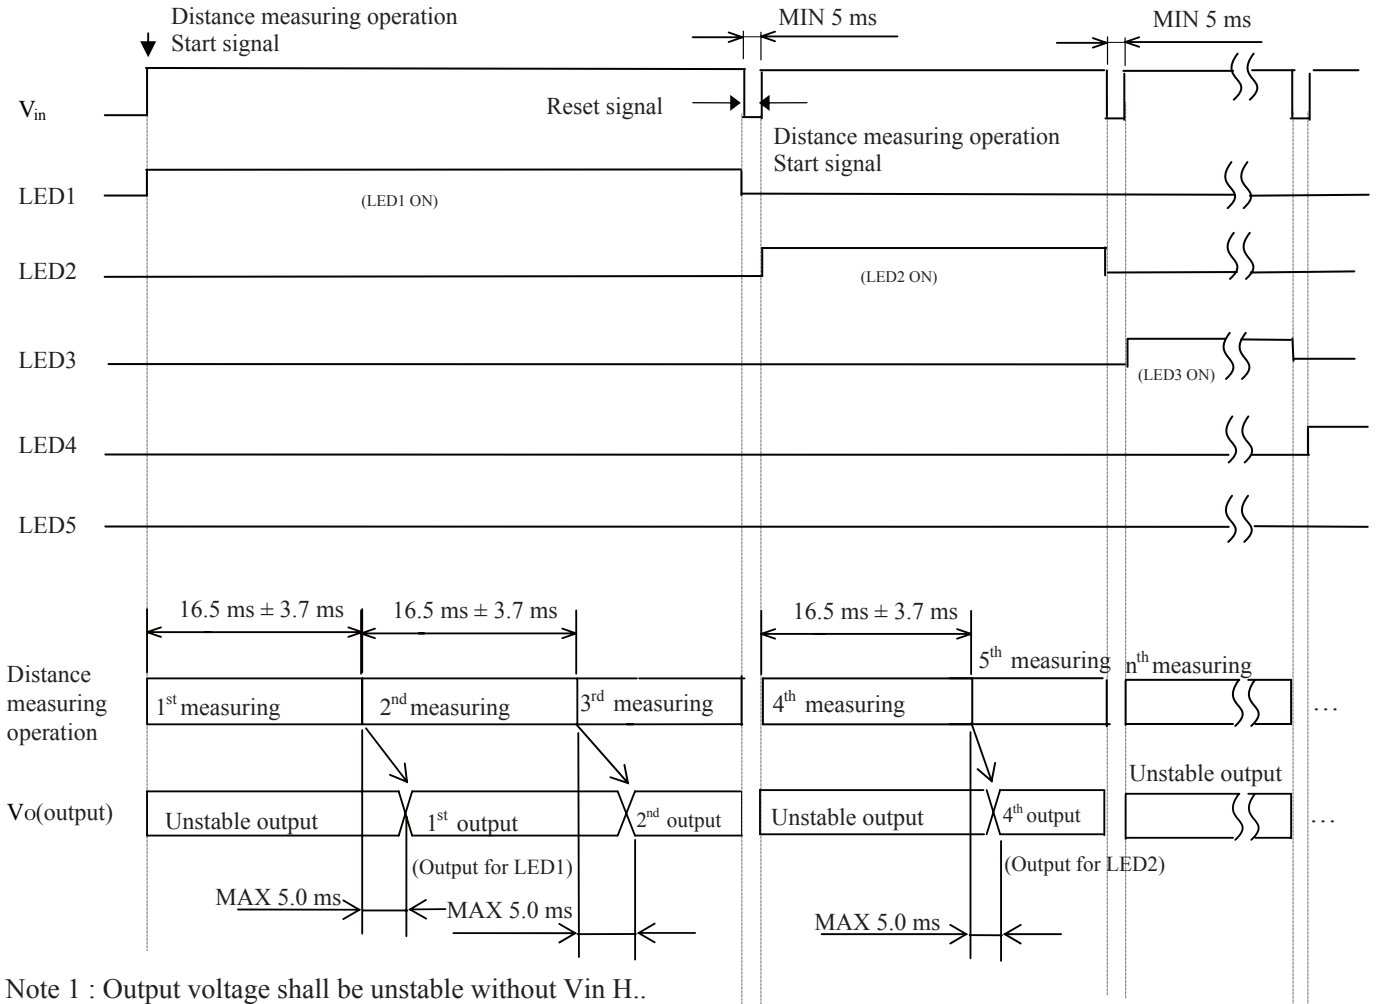 Distance measuring operation
Start signal
MIN 5 ms
MIN 5 ms
Vin
Reset signal
Distance measuring operation
Start signal
LED1
(LED1 ON)
LED2
(LED2 ON)
LED3
(LED3 ON)
LED4
LED5
16.5 ms ± 3.7 ms
16.5 ms ± 3.7 ms
16.5 ms ± 3.7 ms
Distance
measuring
operation
1st measuring
2nd measuring
3rd measuring
4th measuring
5th measuring
nth measuring
...
Vo(output)
Unstable output
1st output
2nd output
Unstable output
4th output
Unstable output
...
(Output for LED1)
(Output for LED2)
MAX 5.0 ms
MAX 5.0 ms
MAX 5.0 ms
Note 1 : Output voltage shall be unstable without Vin H..